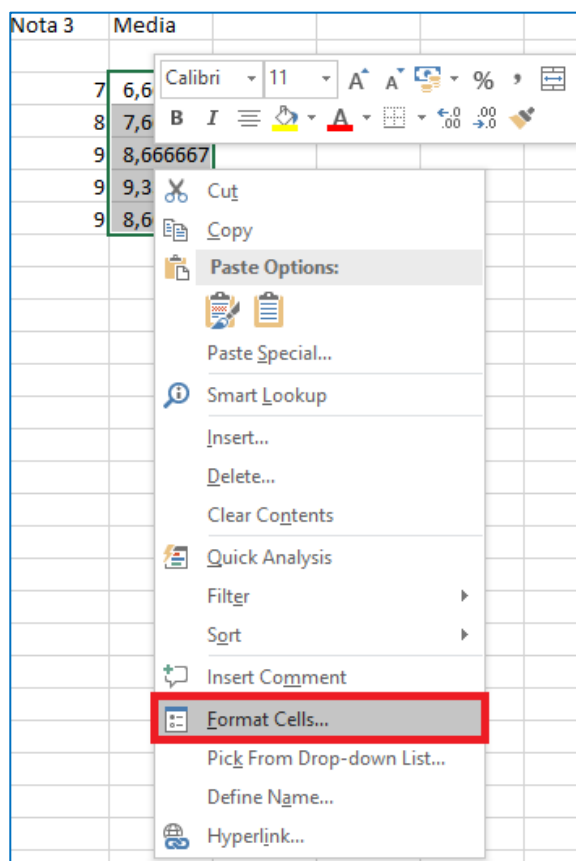 Nota 3 Media
Calibri 11 A A % ,
7 6,6
B I A .00 .00
8 7,6
9 8,666667
9 9,3
9 8,6
Cut
Copy
Paste Options:
Paste Special...
Smart Lookup
Insert...
Delete...
Clear Contents
Quick Analysis
Filter
Sort
Insert Comment
Format Cells...
Pick From Drop-down List...
Define Name...
Hyperlink...